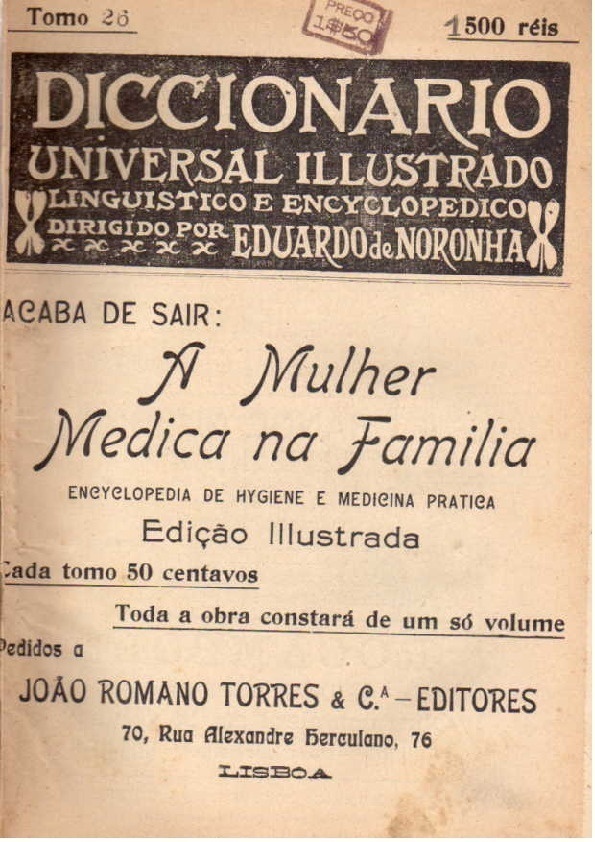 Tomo 26
PREÇO
1$50
1500 réis
DICCIONARIO
UNIVERSAL ILLUSTRADO
LINGUISTICO E ENCYCLOPEDICO
DIRIGIDO POR
EDUARDO de NORONHA
ACABA DE SAIR:
A Mulher
Medica na Familia
ENCYCLOPEDIA DE HYGIENE E MEDICINA PRATICA
Edição Illustrada
Cada tomo 50 centavos
Toda a obra constará de um só volume
Pedidos a
JOÃO ROMANO TORRES & C.ᴬ – EDITORES
70, Rua Alexandre Herculano, 76
LISBOA